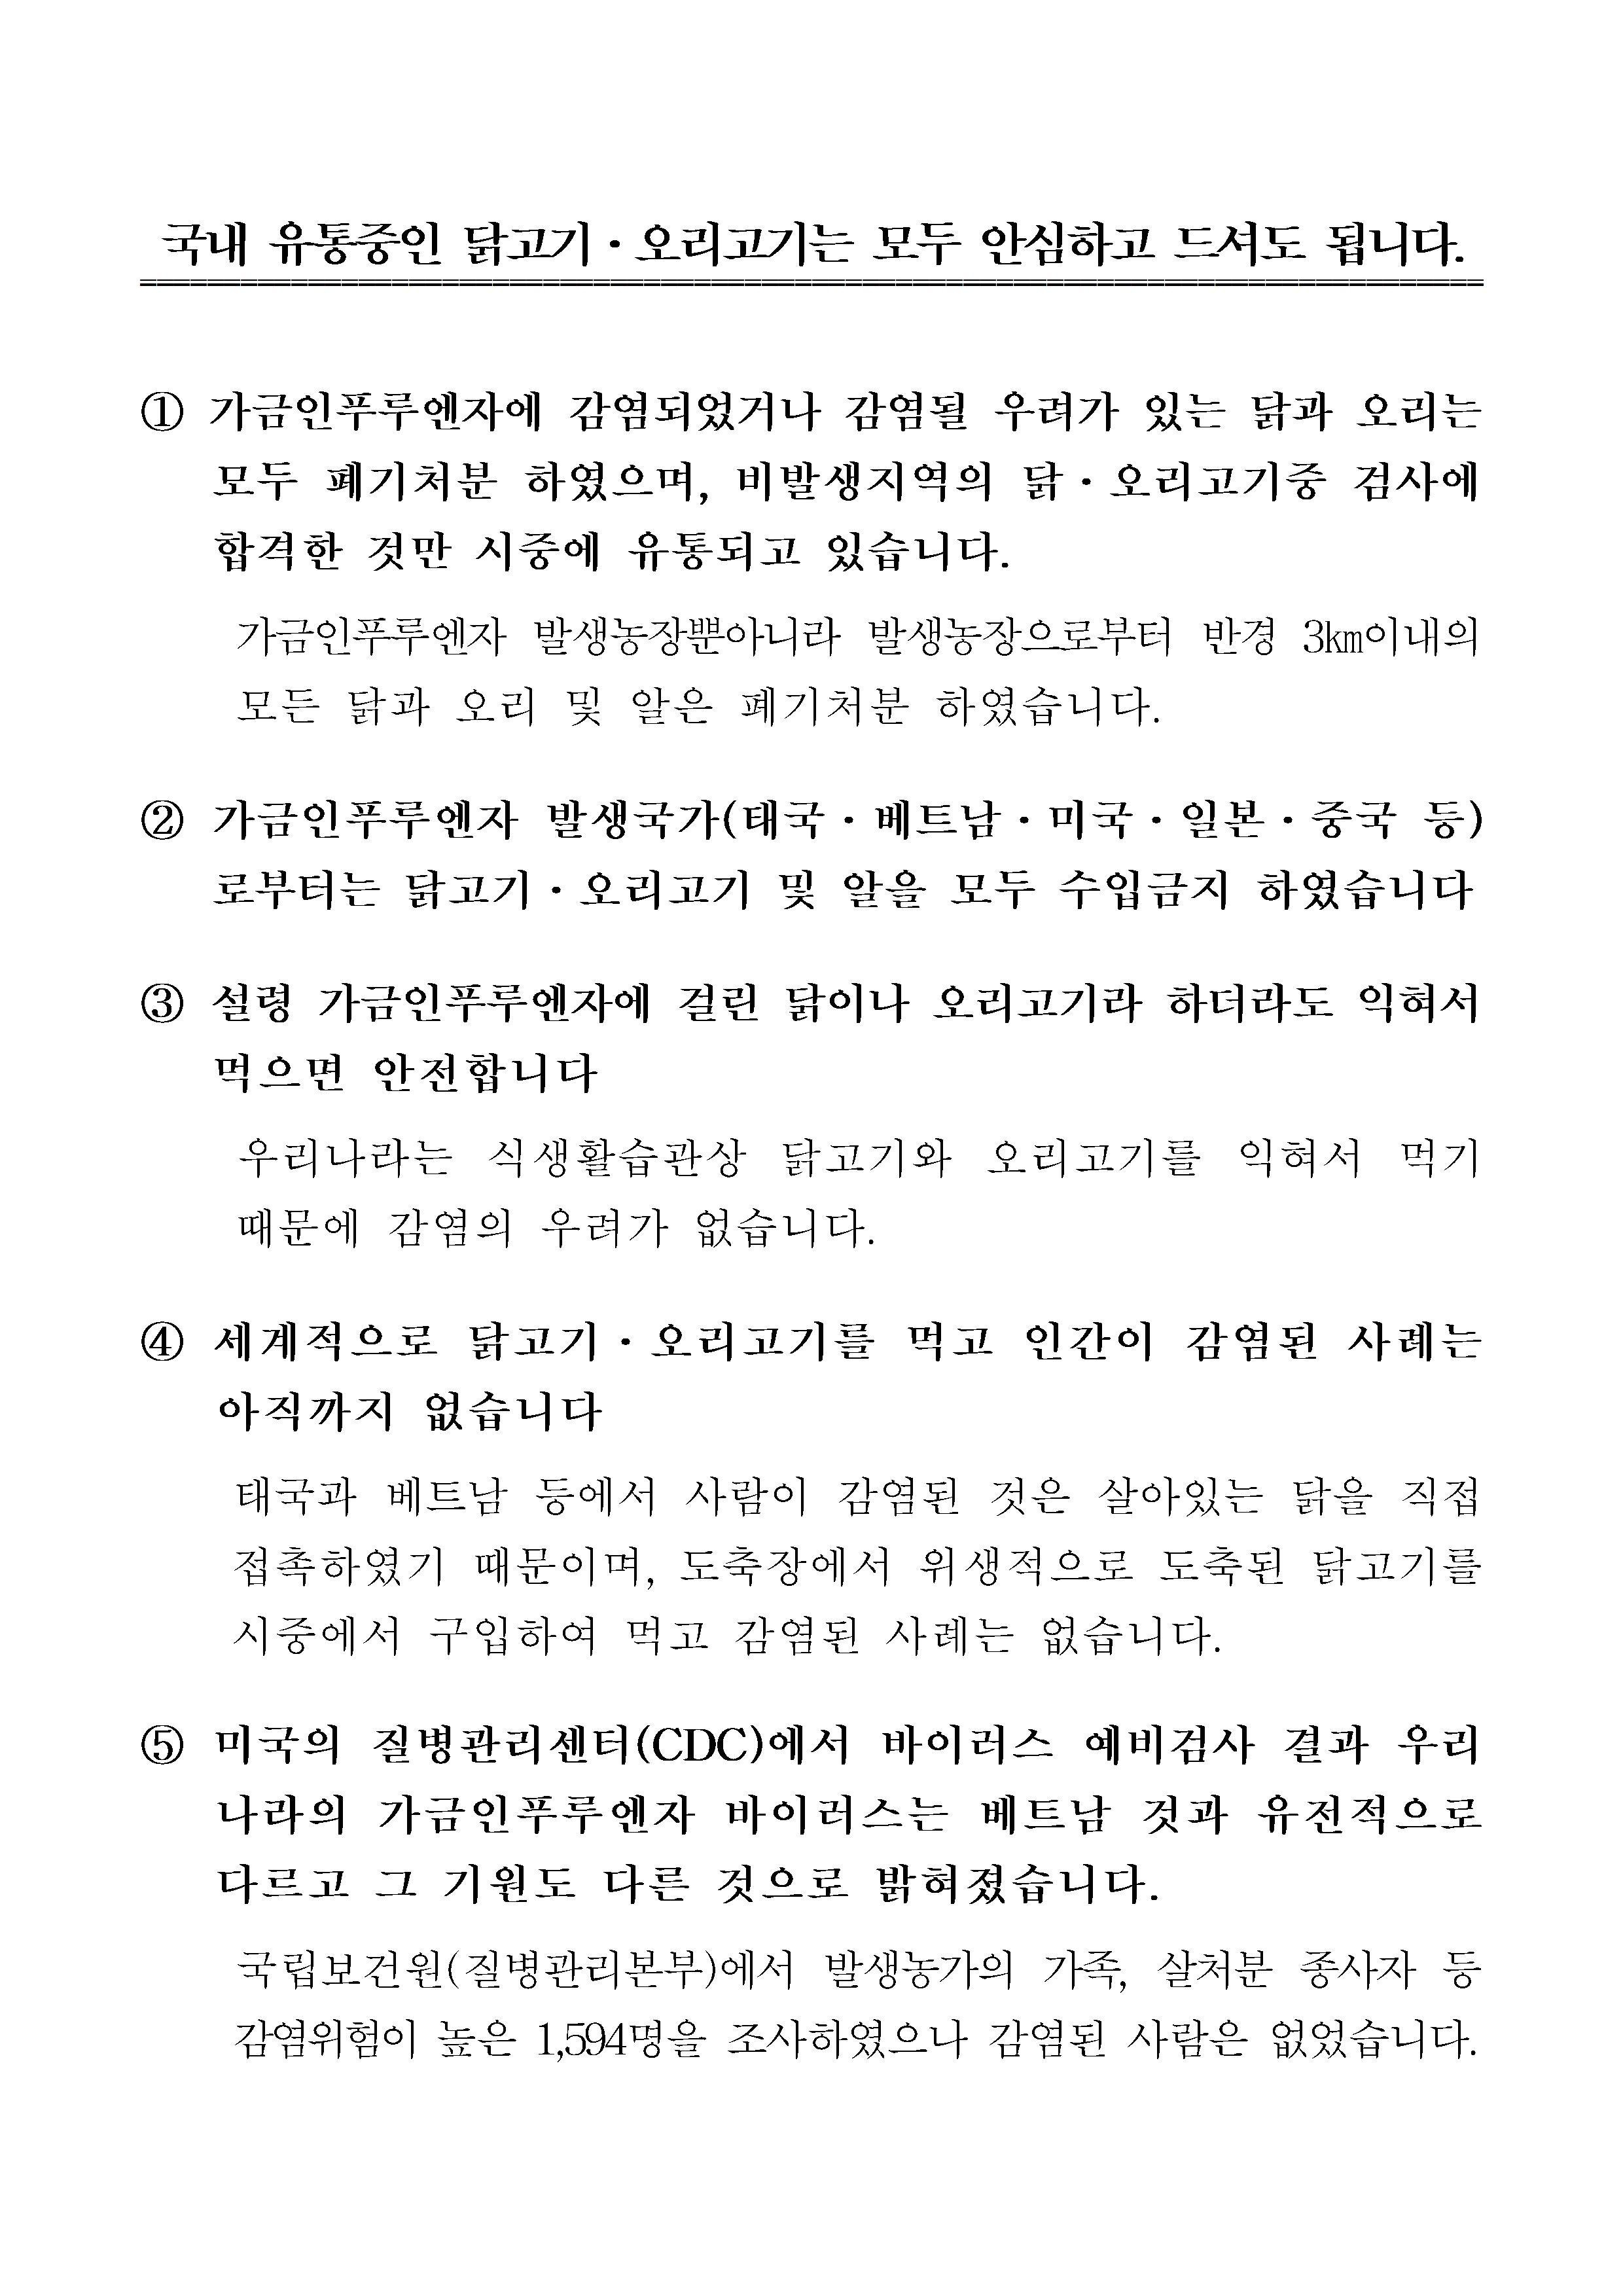 국내 유통중인 닭고기·오리고기는 모두 안심하고 드셔도 됩니다.
① 가금인푸루엔자에 감염되었거나 감염될 우려가 있는 닭과 오리는
모두 폐기처분 하였으며, 비발생지역의 닭·오리고기중 검사에
합격한 것만 시중에 유통되고 있습니다.
가금인푸루엔자 발생농장뿐아니라 발생농장으로부터 반경 3㎞이내의
모든 닭과 오리 및 알은 폐기처분 하였습니다.
② 가금인푸루엔자 발생국가(태국·베트남·미국·일본·중국 등)
로부터는 닭고기·오리고기 및 알을 모두 수입금지 하였습니다
③ 설령 가금인푸루엔자에 걸린 닭이나 오리고기라 하더라도 익혀서
먹으면 안전합니다
우리나라는 식생활습관상 닭고기와 오리고기를 익혀서 먹기
때문에 감염의 우려가 없습니다.
④ 세계적으로 닭고기·오리고기를 먹고 인간이 감염된 사례는
아직까지 없습니다
태국과 베트남 등에서 사람이 감염된 것은 살아있는 닭을 직접
접촉하였기 때문이며, 도축장에서 위생적으로 도축된 닭고기를
시중에서 구입하여 먹고 감염된 사례는 없습니다.
⑤ 미국의 질병관리센터(CDC)에서 바이러스 예비검사 결과 우리
나라의 가금인푸루엔자 바이러스는 베트남 것과 유전적으로
다르고 그 기원도 다른 것으로 밝혀졌습니다.
국립보건원(질병관리본부)에서 발생농가의 가족, 살처분 종사자 등
감염위험이 높은 1,594명을 조사하였으나 감염된 사람은 없었습니다.